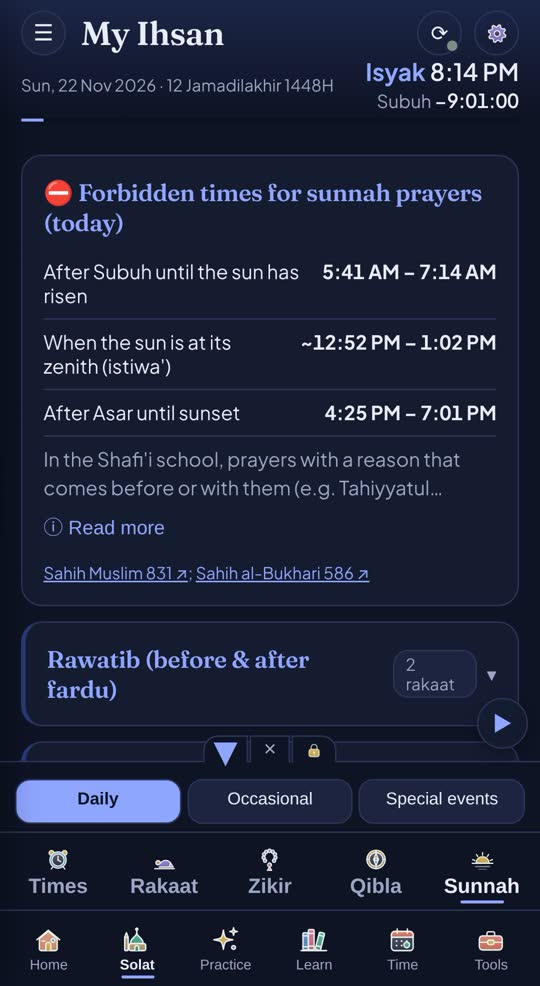 My Ihsan
Sun, 22 Nov 2026 · 12 Jamadilakhir 1448H
Isyak 8:14 PM
Subuh −9:01:00
Forbidden times for sunnah prayers
(today)
After Subuh until the sun has
risen
5:41 AM – 7:14 AM
When the sun is at its
zenith (istiwa')
~12:52 PM – 1:02 PM
After Asar until sunset
4:25 PM – 7:01 PM
In the Shafi'i school, prayers with a reason that
comes before or with them (e.g. Tahiyyatul...
ⓘ Read more
Sahih Muslim 831 ↗; Sahih al-Bukhari 586 ↗
Rawatib (before & after
fardu)
2
rakaat
Daily
Occasional
Special events
Times
Rakaat
Zikir
Qibla
Sunnah
Home
Solat
Practice
Learn
Time
Tools